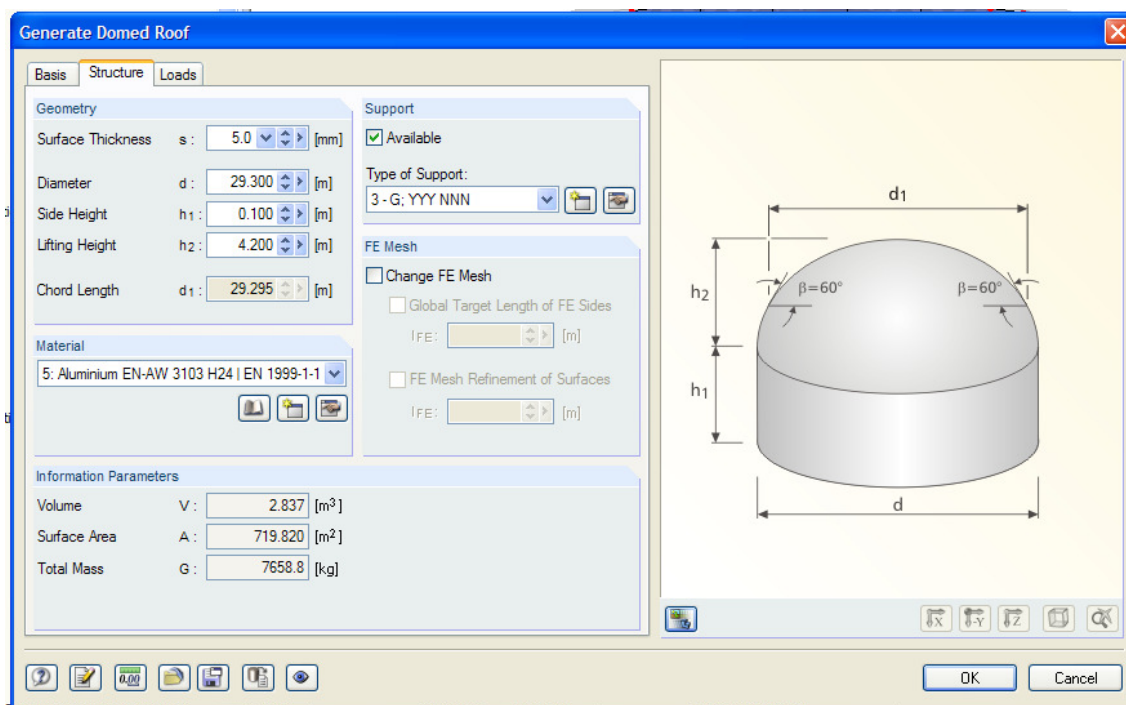 Generate Domed Roof
Basis Structure Loads
Geometry
Surface Thickness s : 5.0 [mm]
Diameter d : 29.300 [m]
Side Height h1 : 0.100 [m]
Lifting Height h2 : 4.200 [m]
Chord Length d1 : 29.295 [m]
Material
5: Aluminium EN-AW 3103 H24 | EN 1999-1-1
Support
Available
Type of Support:
3 - G; YYY NNN
FE Mesh
Change FE Mesh
Global Target Length of FE Sides
lFE: [m]
FE Mesh Refinement of Surfaces
lFE: [m]
Information Parameters
Volume V : 2.837 [m3]
Surface Area A : 719.820 [m2]
Total Mass G : 7658.8 [kg]
d1
h2
β=60° β=60°
h1
d
X -Y Z
0.00
OK Cancel